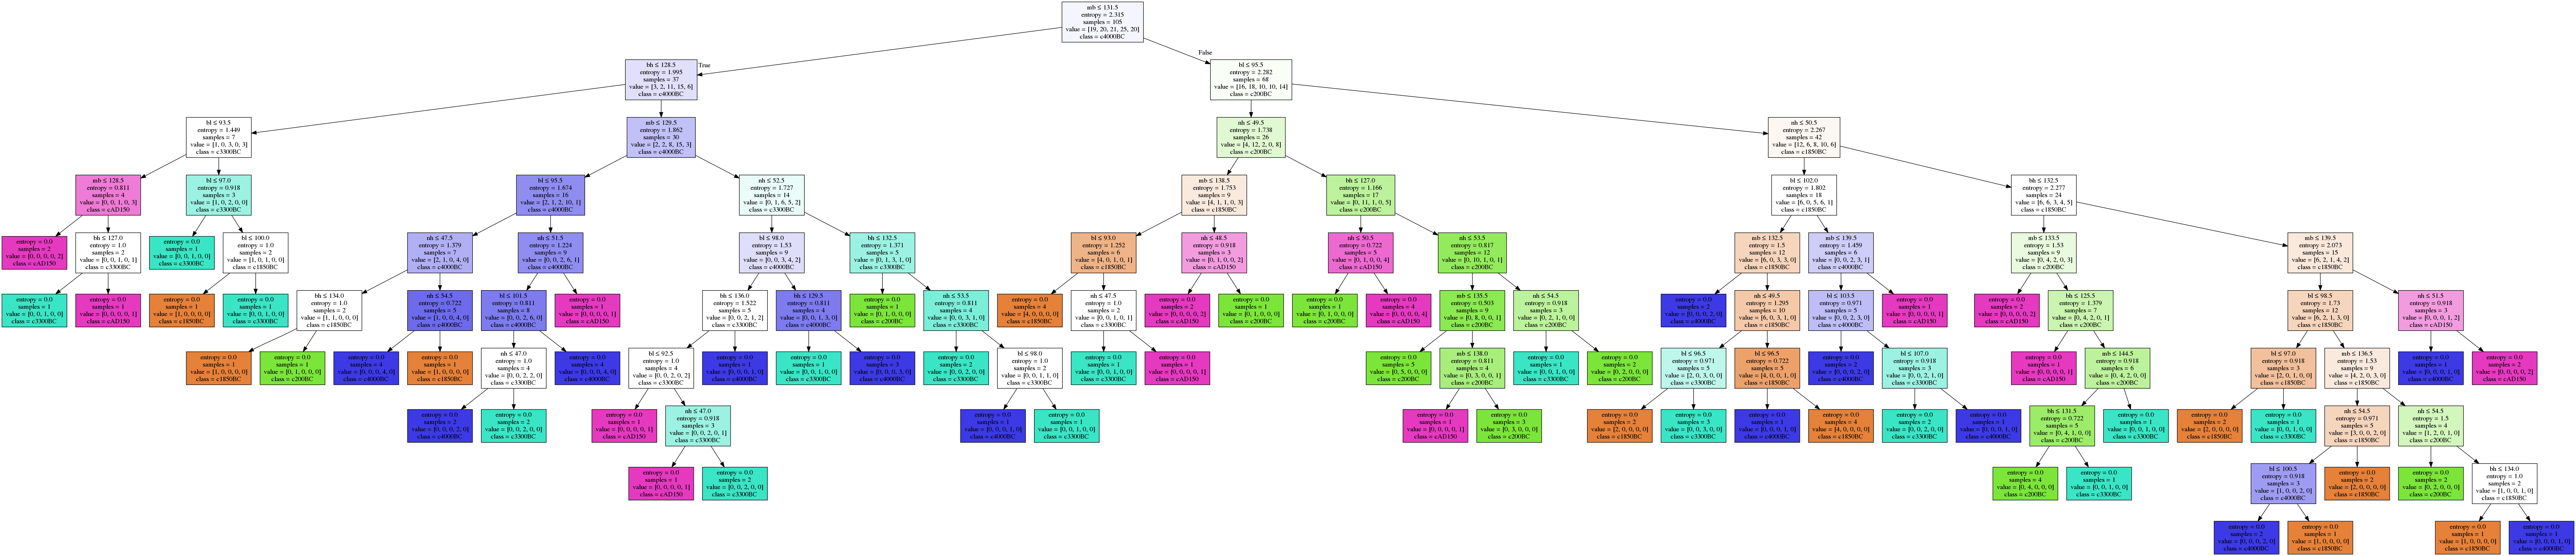 mb ≤ 131.5
entropy = 2.315
samples = 105
value = [19, 20, 21, 25, 20]
class = c4000BC
True
False
bh ≤ 128.5
entropy = 1.995
samples = 37
value = [3, 2, 11, 15, 6]
class = c4000BC
bl ≤ 95.5
entropy = 2.282
samples = 68
value = [16, 18, 10, 10, 14]
class = c200BC
bl ≤ 93.5
entropy = 1.449
samples = 7
value = [1, 0, 3, 0, 3]
class = c3300BC
mb ≤ 129.5
entropy = 1.862
samples = 30
value = [2, 2, 8, 15, 3]
class = c4000BC
nh ≤ 49.5
entropy = 1.738
samples = 26
value = [4, 12, 2, 0, 8]
class = c200BC
nh ≤ 50.5
entropy = 2.267
samples = 42
value = [12, 6, 8, 10, 6]
class = c1850BC
mb ≤ 128.5
entropy = 0.811
samples = 4
value = [0, 0, 1, 0, 3]
class = cAD150
bl ≤ 97.0
entropy = 0.918
samples = 3
value = [1, 0, 2, 0, 0]
class = c3300BC
bl ≤ 95.5
entropy = 1.674
samples = 16
value = [2, 1, 2, 10, 1]
class = c4000BC
nh ≤ 52.5
entropy = 1.727
samples = 14
value = [0, 1, 6, 5, 2]
class = c3300BC
mb ≤ 138.5
entropy = 1.753
samples = 9
value = [4, 1, 1, 0, 3]
class = c1850BC
bh ≤ 127.0
entropy = 1.166
samples = 17
value = [0, 11, 1, 0, 5]
class = c200BC
bl ≤ 102.0
entropy = 1.802
samples = 18
value = [6, 0, 5, 6, 1]
class = c1850BC
bh ≤ 132.5
entropy = 2.277
samples = 24
value = [6, 6, 3, 4, 5]
class = c1850BC
entropy = 0.0
samples = 2
value = [0, 0, 0, 0, 2]
class = cAD150
bh ≤ 127.0
entropy = 1.0
samples = 2
value = [0, 0, 1, 0, 1]
class = c3300BC
entropy = 0.0
samples = 1
value = [0, 0, 1, 0, 0]
class = c3300BC
bl ≤ 100.0
entropy = 1.0
samples = 2
value = [1, 0, 1, 0, 0]
class = c1850BC
nh ≤ 47.5
entropy = 1.379
samples = 7
value = [2, 1, 0, 4, 0]
class = c4000BC
nh ≤ 51.5
entropy = 1.224
samples = 9
value = [0, 0, 2, 6, 1]
class = c4000BC
bl ≤ 98.0
entropy = 1.53
samples = 9
value = [0, 0, 3, 4, 2]
class = c4000BC
bh ≤ 132.5
entropy = 1.371
samples = 5
value = [0, 1, 3, 1, 0]
class = c3300BC
bl ≤ 93.0
entropy = 1.252
samples = 6
value = [4, 0, 1, 0, 1]
class = c1850BC
nh ≤ 48.5
entropy = 0.918
samples = 3
value = [0, 1, 0, 0, 2]
class = cAD150
nh ≤ 50.5
entropy = 0.722
samples = 5
value = [0, 1, 0, 0, 4]
class = cAD150
nh ≤ 53.5
entropy = 0.817
samples = 12
value = [0, 10, 1, 0, 1]
class = c200BC
mb ≤ 132.5
entropy = 1.5
samples = 12
value = [6, 0, 3, 3, 0]
class = c1850BC
mb ≤ 139.5
entropy = 1.459
samples = 6
value = [0, 0, 2, 3, 1]
class = c4000BC
mb ≤ 133.5
entropy = 1.53
samples = 9
value = [0, 4, 2, 0, 3]
class = c200BC
mb ≤ 139.5
entropy = 2.073
samples = 15
value = [6, 2, 1, 4, 2]
class = c1850BC
entropy = 0.0
samples = 1
value = [0, 0, 1, 0, 0]
class = c3300BC
entropy = 0.0
samples = 1
value = [0, 0, 0, 0, 1]
class = cAD150
entropy = 0.0
samples = 1
value = [1, 0, 0, 0, 0]
class = c1850BC
entropy = 0.0
samples = 1
value = [0, 0, 1, 0, 0]
class = c3300BC
bh ≤ 134.0
entropy = 1.0
samples = 2
value = [1, 1, 0, 0, 0]
class = c1850BC
nh ≤ 54.5
entropy = 0.722
samples = 5
value = [1, 0, 0, 4, 0]
class = c4000BC
bl ≤ 101.5
entropy = 0.811
samples = 8
value = [0, 0, 2, 6, 0]
class = c4000BC
entropy = 0.0
samples = 1
value = [0, 0, 0, 0, 1]
class = cAD150
bh ≤ 136.0
entropy = 1.522
samples = 5
value = [0, 0, 2, 1, 2]
class = c3300BC
bh ≤ 129.5
entropy = 0.811
samples = 4
value = [0, 0, 1, 3, 0]
class = c4000BC
entropy = 0.0
samples = 1
value = [0, 1, 0, 0, 0]
class = c200BC
nh ≤ 53.5
entropy = 0.811
samples = 4
value = [0, 0, 3, 1, 0]
class = c3300BC
entropy = 0.0
samples = 4
value = [4, 0, 0, 0, 0]
class = c1850BC
nh ≤ 47.5
entropy = 1.0
samples = 2
value = [0, 0, 1, 0, 1]
class = c3300BC
entropy = 0.0
samples = 2
value = [0, 0, 0, 0, 2]
class = cAD150
entropy = 0.0
samples = 1
value = [0, 1, 0, 0, 0]
class = c200BC
entropy = 0.0
samples = 1
value = [0, 1, 0, 0, 0]
class = c200BC
entropy = 0.0
samples = 4
value = [0, 0, 0, 0, 4]
class = cAD150
mb ≤ 135.5
entropy = 0.503
samples = 9
value = [0, 8, 0, 0, 1]
class = c200BC
nh ≤ 54.5
entropy = 0.918
samples = 3
value = [0, 2, 1, 0, 0]
class = c200BC
entropy = 0.0
samples = 2
value = [0, 0, 0, 2, 0]
class = c4000BC
nh ≤ 49.5
entropy = 1.295
samples = 10
value = [6, 0, 3, 1, 0]
class = c1850BC
bl ≤ 103.5
entropy = 0.971
samples = 5
value = [0, 0, 2, 3, 0]
class = c4000BC
entropy = 0.0
samples = 1
value = [0, 0, 0, 0, 1]
class = cAD150
entropy = 0.0
samples = 2
value = [0, 0, 0, 0, 2]
class = cAD150
bh ≤ 125.5
entropy = 1.379
samples = 7
value = [0, 4, 2, 0, 1]
class = c200BC
bl ≤ 98.5
entropy = 1.73
samples = 12
value = [6, 2, 1, 3, 0]
class = c1850BC
nh ≤ 51.5
entropy = 0.918
samples = 3
value = [0, 0, 0, 1, 2]
class = cAD150
entropy = 0.0
samples = 1
value = [1, 0, 0, 0, 0]
class = c1850BC
entropy = 0.0
samples = 1
value = [0, 1, 0, 0, 0]
class = c200BC
entropy = 0.0
samples = 4
value = [0, 0, 0, 4, 0]
class = c4000BC
entropy = 0.0
samples = 1
value = [1, 0, 0, 0, 0]
class = c1850BC
nh ≤ 47.0
entropy = 1.0
samples = 4
value = [0, 0, 2, 2, 0]
class = c3300BC
entropy = 0.0
samples = 4
value = [0, 0, 0, 4, 0]
class = c4000BC
bl ≤ 92.5
entropy = 1.0
samples = 4
value = [0, 0, 2, 0, 2]
class = c3300BC
entropy = 0.0
samples = 1
value = [0, 0, 0, 1, 0]
class = c4000BC
entropy = 0.0
samples = 1
value = [0, 0, 1, 0, 0]
class = c3300BC
entropy = 0.0
samples = 3
value = [0, 0, 0, 3, 0]
class = c4000BC
entropy = 0.0
samples = 2
value = [0, 0, 2, 0, 0]
class = c3300BC
bl ≤ 98.0
entropy = 1.0
samples = 2
value = [0, 0, 1, 1, 0]
class = c3300BC
entropy = 0.0
samples = 1
value = [0, 0, 1, 0, 0]
class = c3300BC
entropy = 0.0
samples = 1
value = [0, 0, 0, 0, 1]
class = cAD150
entropy = 0.0
samples = 5
value = [0, 5, 0, 0, 0]
class = c200BC
mb ≤ 138.0
entropy = 0.811
samples = 4
value = [0, 3, 0, 0, 1]
class = c200BC
entropy = 0.0
samples = 1
value = [0, 0, 1, 0, 0]
class = c3300BC
entropy = 0.0
samples = 2
value = [0, 2, 0, 0, 0]
class = c200BC
bl ≤ 96.5
entropy = 0.971
samples = 5
value = [2, 0, 3, 0, 0]
class = c3300BC
bl ≤ 96.5
entropy = 0.722
samples = 5
value = [4, 0, 0, 1, 0]
class = c1850BC
entropy = 0.0
samples = 2
value = [0, 0, 0, 2, 0]
class = c4000BC
bl ≤ 107.0
entropy = 0.918
samples = 3
value = [0, 0, 2, 1, 0]
class = c3300BC
entropy = 0.0
samples = 1
value = [0, 0, 0, 0, 1]
class = cAD150
mb ≤ 144.5
entropy = 0.918
samples = 6
value = [0, 4, 2, 0, 0]
class = c200BC
bl ≤ 97.0
entropy = 0.918
samples = 3
value = [2, 0, 1, 0, 0]
class = c1850BC
mb ≤ 136.5
entropy = 1.53
samples = 9
value = [4, 2, 0, 3, 0]
class = c1850BC
entropy = 0.0
samples = 1
value = [0, 0, 0, 1, 0]
class = c4000BC
entropy = 0.0
samples = 2
value = [0, 0, 0, 0, 2]
class = cAD150
entropy = 0.0
samples = 2
value = [0, 0, 0, 2, 0]
class = c4000BC
entropy = 0.0
samples = 2
value = [0, 0, 2, 0, 0]
class = c3300BC
entropy = 0.0
samples = 1
value = [0, 0, 0, 0, 1]
class = cAD150
nh ≤ 47.0
entropy = 0.918
samples = 3
value = [0, 0, 2, 0, 1]
class = c3300BC
entropy = 0.0
samples = 1
value = [0, 0, 0, 1, 0]
class = c4000BC
entropy = 0.0
samples = 1
value = [0, 0, 1, 0, 0]
class = c3300BC
entropy = 0.0
samples = 1
value = [0, 0, 0, 0, 1]
class = cAD150
entropy = 0.0
samples = 3
value = [0, 3, 0, 0, 0]
class = c200BC
entropy = 0.0
samples = 2
value = [2, 0, 0, 0, 0]
class = c1850BC
entropy = 0.0
samples = 3
value = [0, 0, 3, 0, 0]
class = c3300BC
entropy = 0.0
samples = 1
value = [0, 0, 0, 1, 0]
class = c4000BC
entropy = 0.0
samples = 4
value = [4, 0, 0, 0, 0]
class = c1850BC
entropy = 0.0
samples = 2
value = [0, 0, 2, 0, 0]
class = c3300BC
entropy = 0.0
samples = 1
value = [0, 0, 0, 1, 0]
class = c4000BC
bh ≤ 131.5
entropy = 0.722
samples = 5
value = [0, 4, 1, 0, 0]
class = c200BC
entropy = 0.0
samples = 1
value = [0, 0, 1, 0, 0]
class = c3300BC
entropy = 0.0
samples = 2
value = [2, 0, 0, 0, 0]
class = c1850BC
entropy = 0.0
samples = 1
value = [0, 0, 1, 0, 0]
class = c3300BC
nh ≤ 54.5
entropy = 0.971
samples = 5
value = [3, 0, 0, 2, 0]
class = c1850BC
nh ≤ 54.5
entropy = 1.5
samples = 4
value = [1, 2, 0, 1, 0]
class = c200BC
entropy = 0.0
samples = 1
value = [0, 0, 0, 0, 1]
class = cAD150
entropy = 0.0
samples = 2
value = [0, 0, 2, 0, 0]
class = c3300BC
entropy = 0.0
samples = 4
value = [0, 4, 0, 0, 0]
class = c200BC
entropy = 0.0
samples = 1
value = [0, 0, 1, 0, 0]
class = c3300BC
bl ≤ 100.5
entropy = 0.918
samples = 3
value = [1, 0, 0, 2, 0]
class = c4000BC
entropy = 0.0
samples = 2
value = [2, 0, 0, 0, 0]
class = c1850BC
entropy = 0.0
samples = 2
value = [0, 2, 0, 0, 0]
class = c200BC
bh ≤ 134.0
entropy = 1.0
samples = 2
value = [1, 0, 0, 1, 0]
class = c1850BC
entropy = 0.0
samples = 2
value = [0, 0, 0, 2, 0]
class = c4000BC
entropy = 0.0
samples = 1
value = [1, 0, 0, 0, 0]
class = c1850BC
entropy = 0.0
samples = 1
value = [1, 0, 0, 0, 0]
class = c1850BC
entropy = 0.0
samples = 1
value = [0, 0, 0, 1, 0]
class = c4000BC